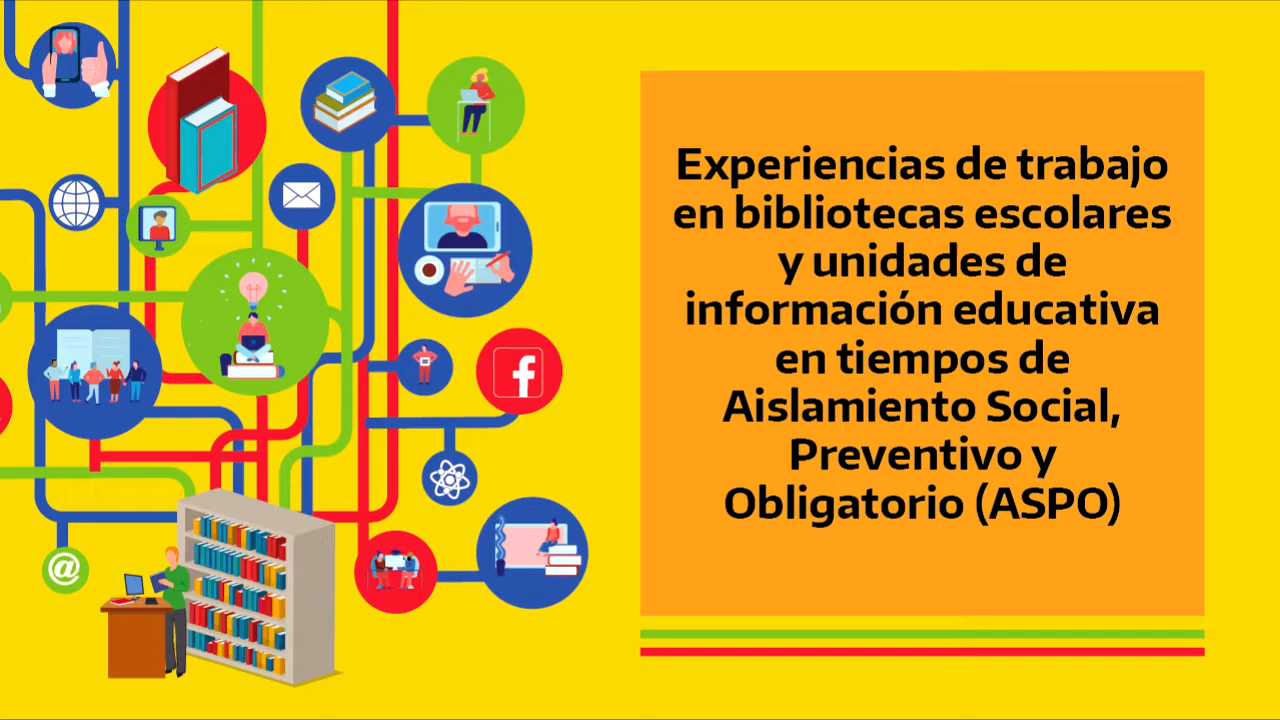 Experiencias de trabajo
en bibliotecas escolares
y unidades de
información educativa
en tiempos de
Aislamiento Social,
Preventivo y
Obligatorio (ASPO)
@
f